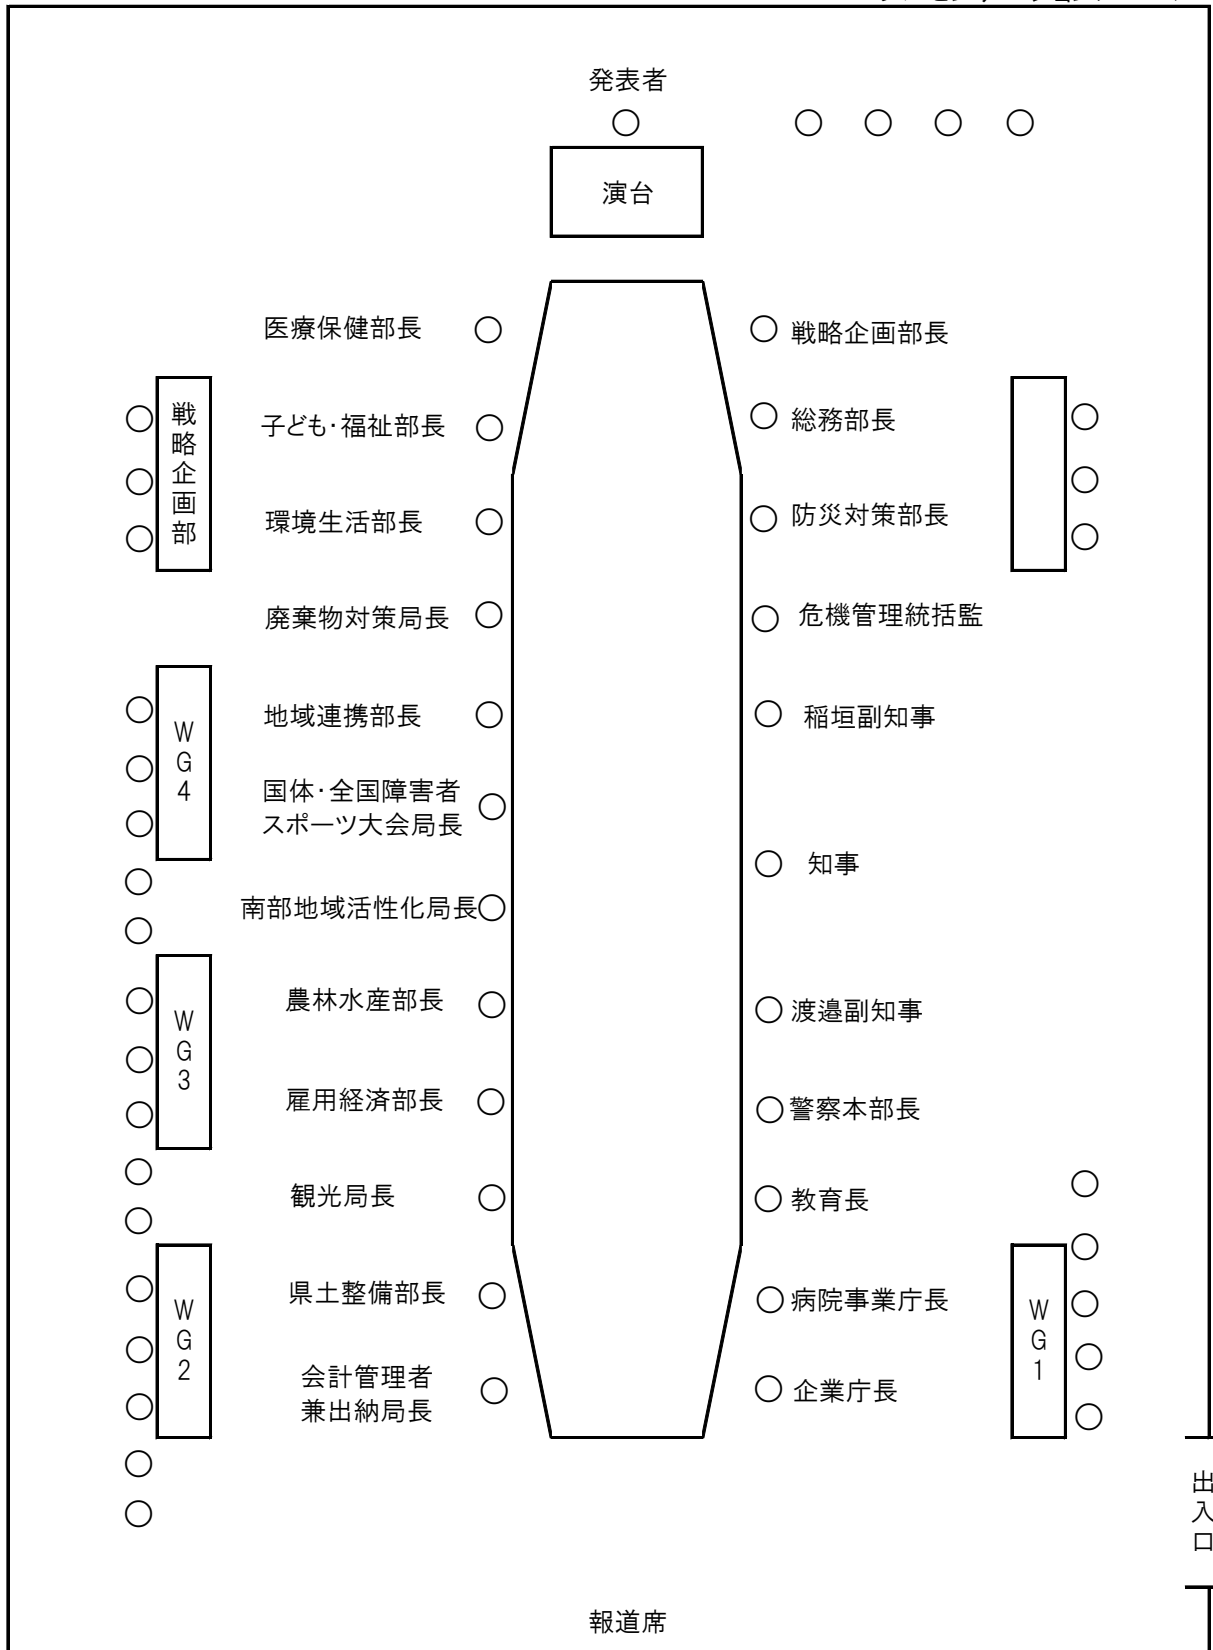 発表者
演台
医療保健部長
戦略企画部長
戦略企画部
子ども・福祉部長
総務部長
環境生活部長
防災対策部長
廃棄物対策局長
危機管理統括監
WG4
地域連携部長
稲垣副知事
国体・全国障害者
スポーツ大会局長
知事
南部地域活性化局長
WG3
農林水産部長
渡邉副知事
雇用経済部長
警察本部長
観光局長
教育長
WG2
県土整備部長
病院事業庁長
WG1
会計管理者
兼出納局長
企業庁長
出入口
報道席